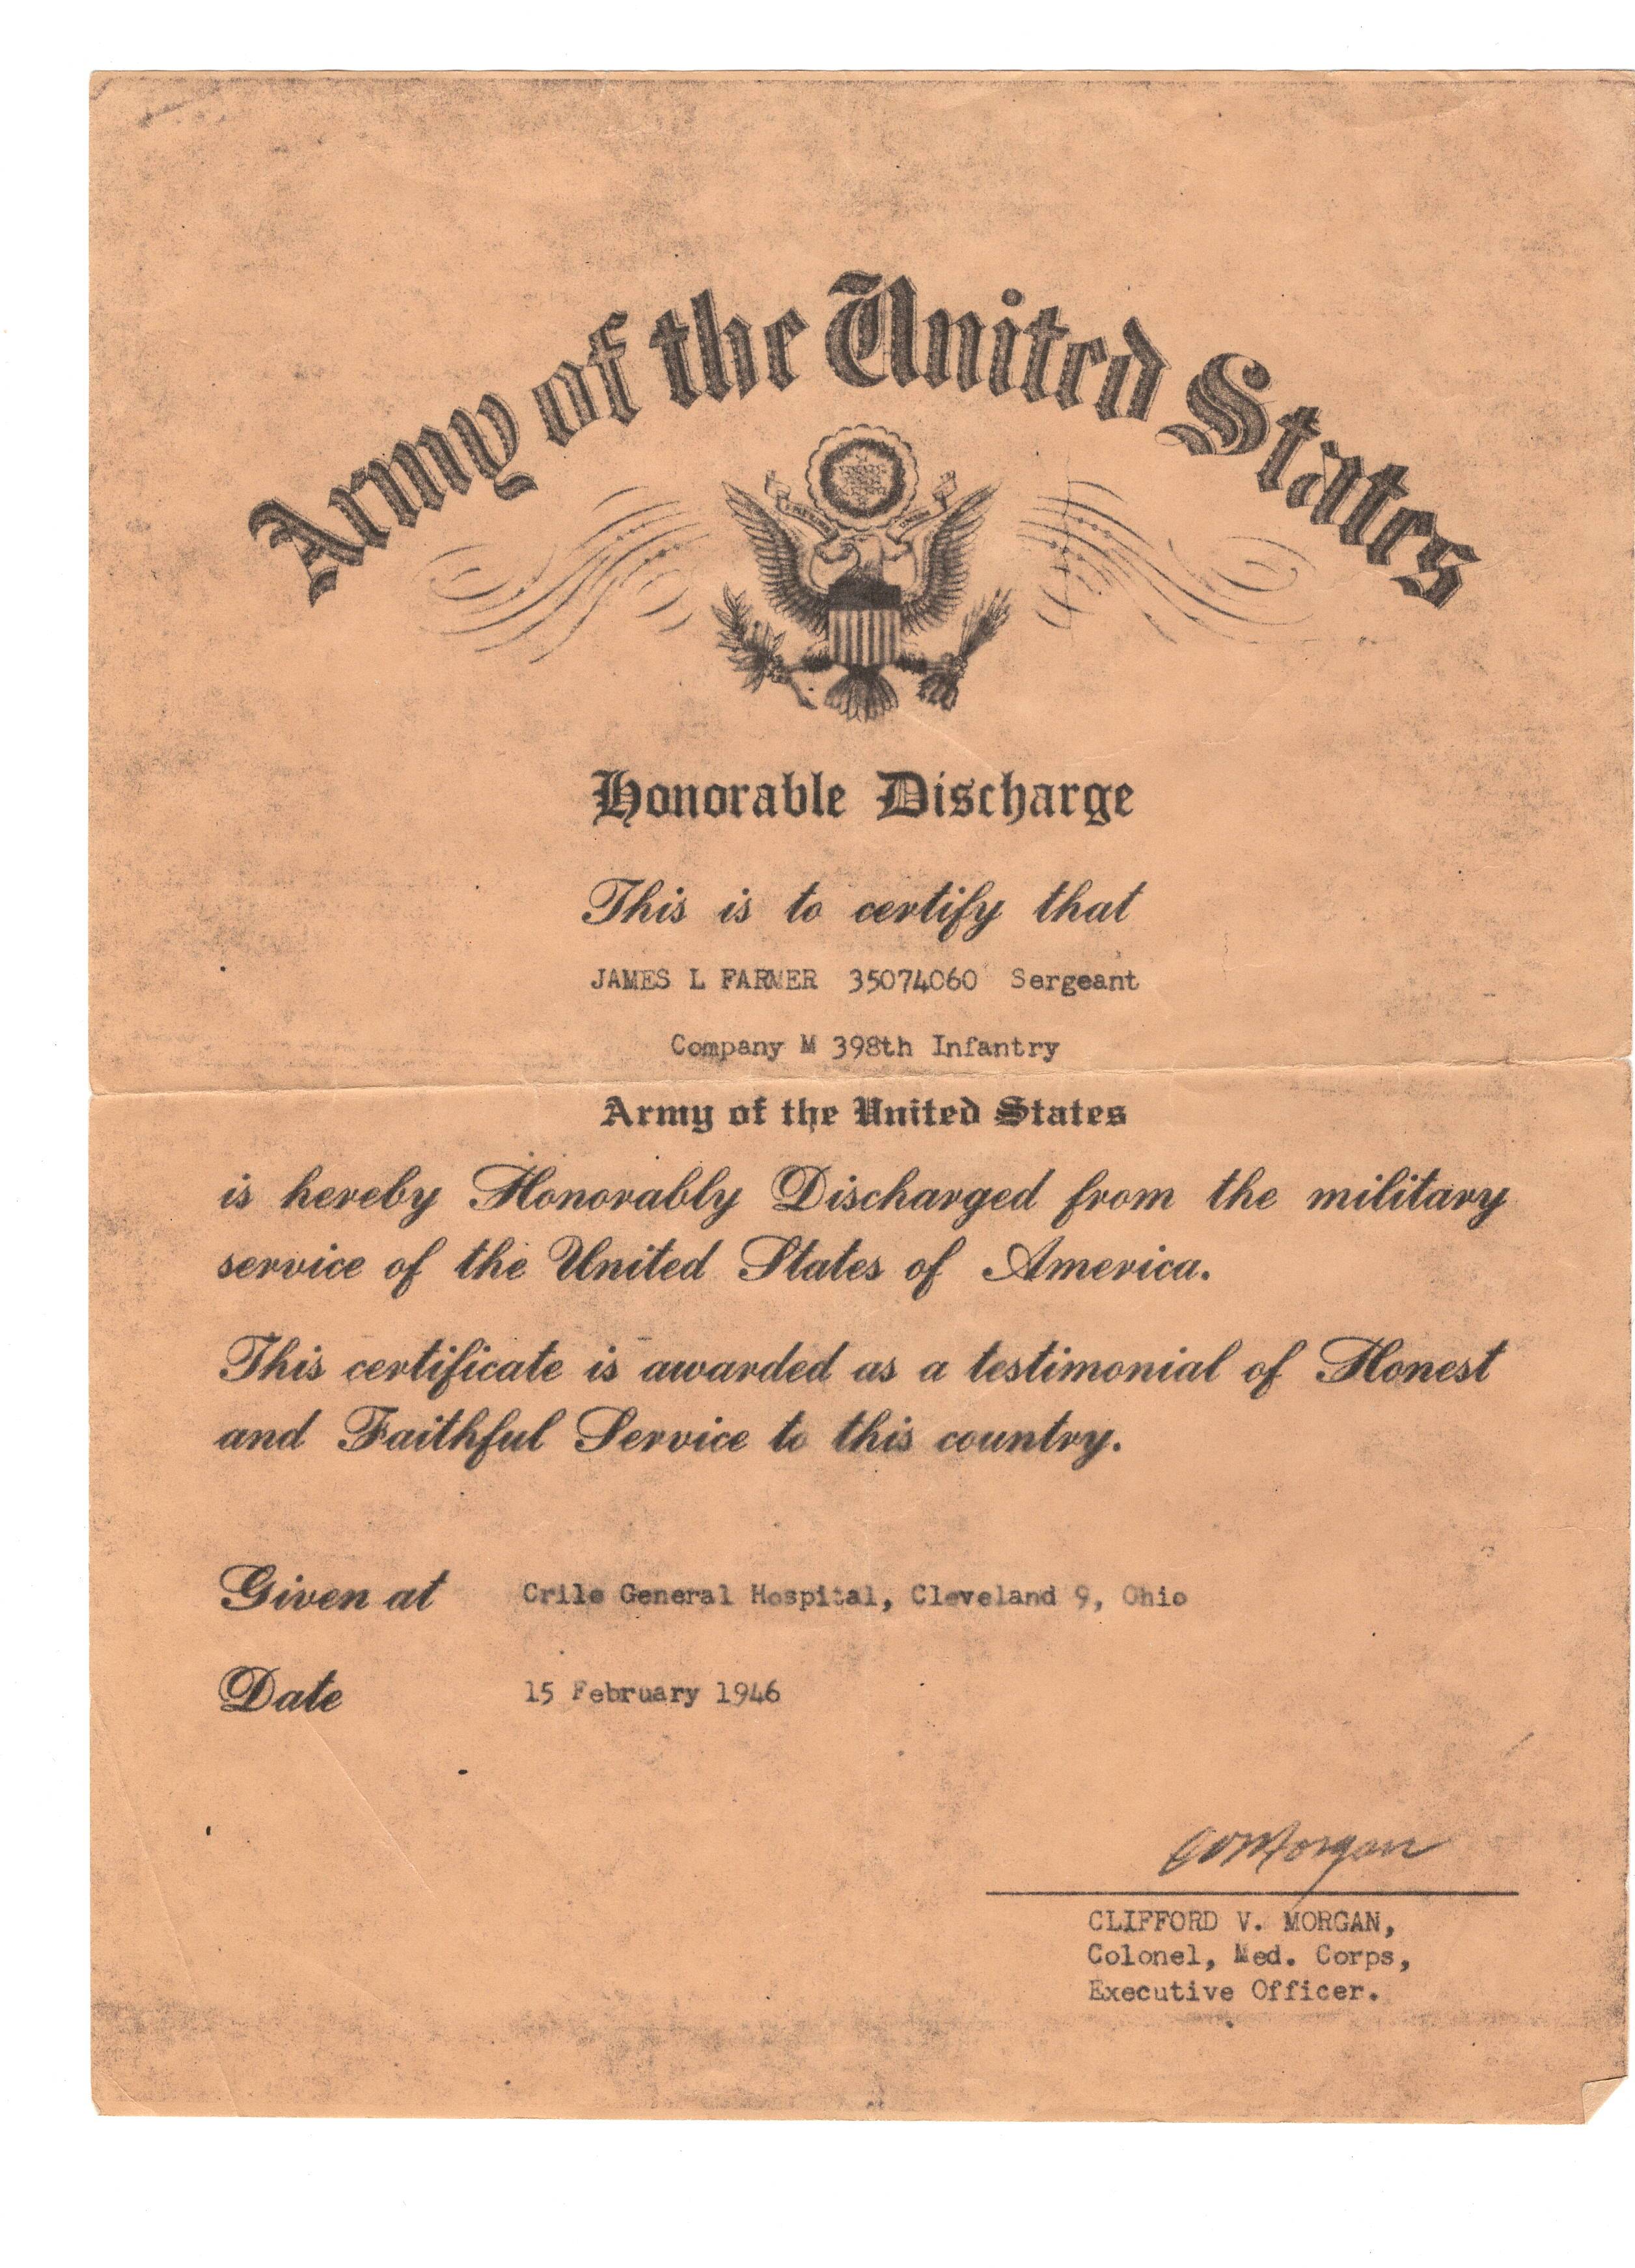 Army of the United States
Honorable Discharge
This is to certify that
JAMES L FARMER 35074060 Sergeant
Company M 398th Infantry
Army of the United States
is hereby Honorably Discharged from the military
service of the United States of America.
This certificate is awarded as a testimonial of Honest
and Faithful Service to this country.
Given at Crile General Hospital, Cleveland 9, Ohio
Date 15 February 1946
CVMorgan
CLIFFORD V. MORGAN,
Colonel, Med. Corps,
Executive Officer.